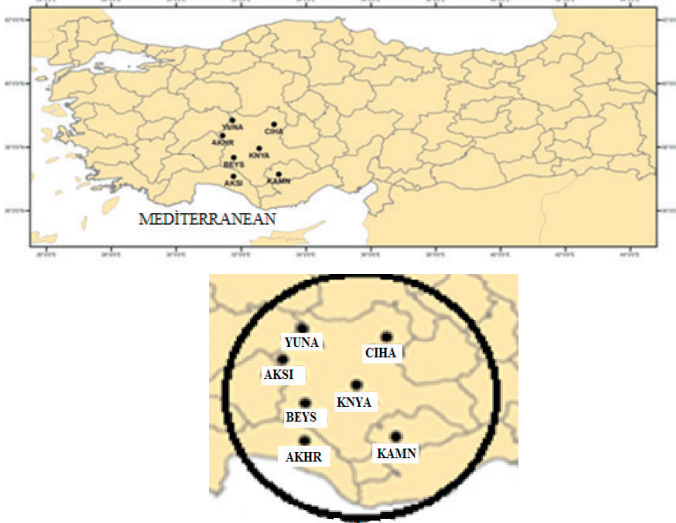 YUNA
CIHA
AKHR
KNYA
BEYS
AKSI
KAMN
MEDİTERRANEAN
YUNA
CIHA
AKSI
KNYA
BEYS
AKHR
KAMN